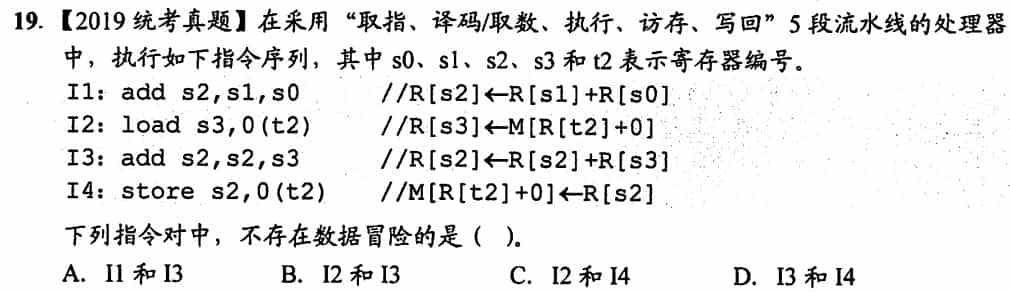 19. 【2019 统考真题】在采用“取指、译码/取数、执行、访存、写回”5 段流水线的处理器
中，执行如下指令序列，其中 s0、s1、s2、s3 和 t2 表示寄存器编号。
I1: add s2,s1,s0 //R[s2]←R[s1]+R[s0]
I2: load s3,0(t2) //R[s3]←M[R[t2]+0]
I3: add s2,s2,s3 //R[s2]←R[s2]+R[s3]
I4: store s2,0(t2) //M[R[t2]+0]←R[s2]
下列指令对中，不存在数据冒险的是（ ）。
A. I1 和 I3 B. I2 和 I3 C. I2 和 I4 D. I3 和 I4